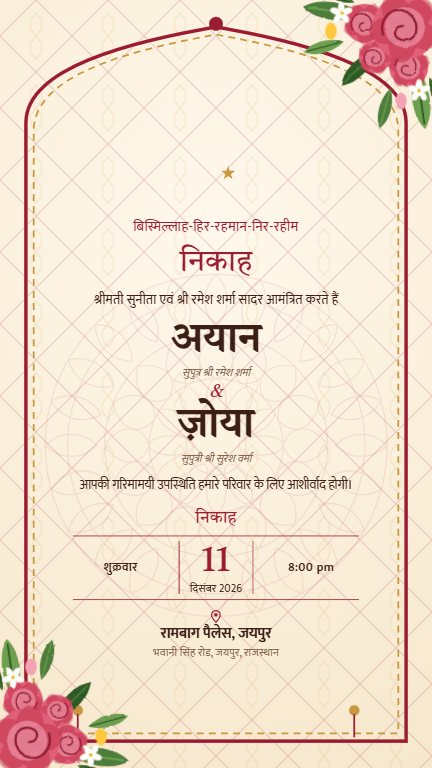 बिस्मिल्लाह-हिर-रहमान-निर-रहीम
निकाह
श्रीमती सुनीता एवं श्री रमेश शर्मा सादर आमंत्रित करते हैं
अयान
सुपुत्र श्री रमेश शर्मा
&
ज़ोया
सुपुत्री श्री सुरेश वर्मा
आपकी गरिमामयी उपस्थिति हमारे परिवार के लिए आशीर्वाद होगी।
निकाह
शुक्रवार
11
दिसंबर 2026
8:00 pm
रामबाग पैलेस, जयपुर
भवानी सिंह रोड, जयपुर, राजस्थान